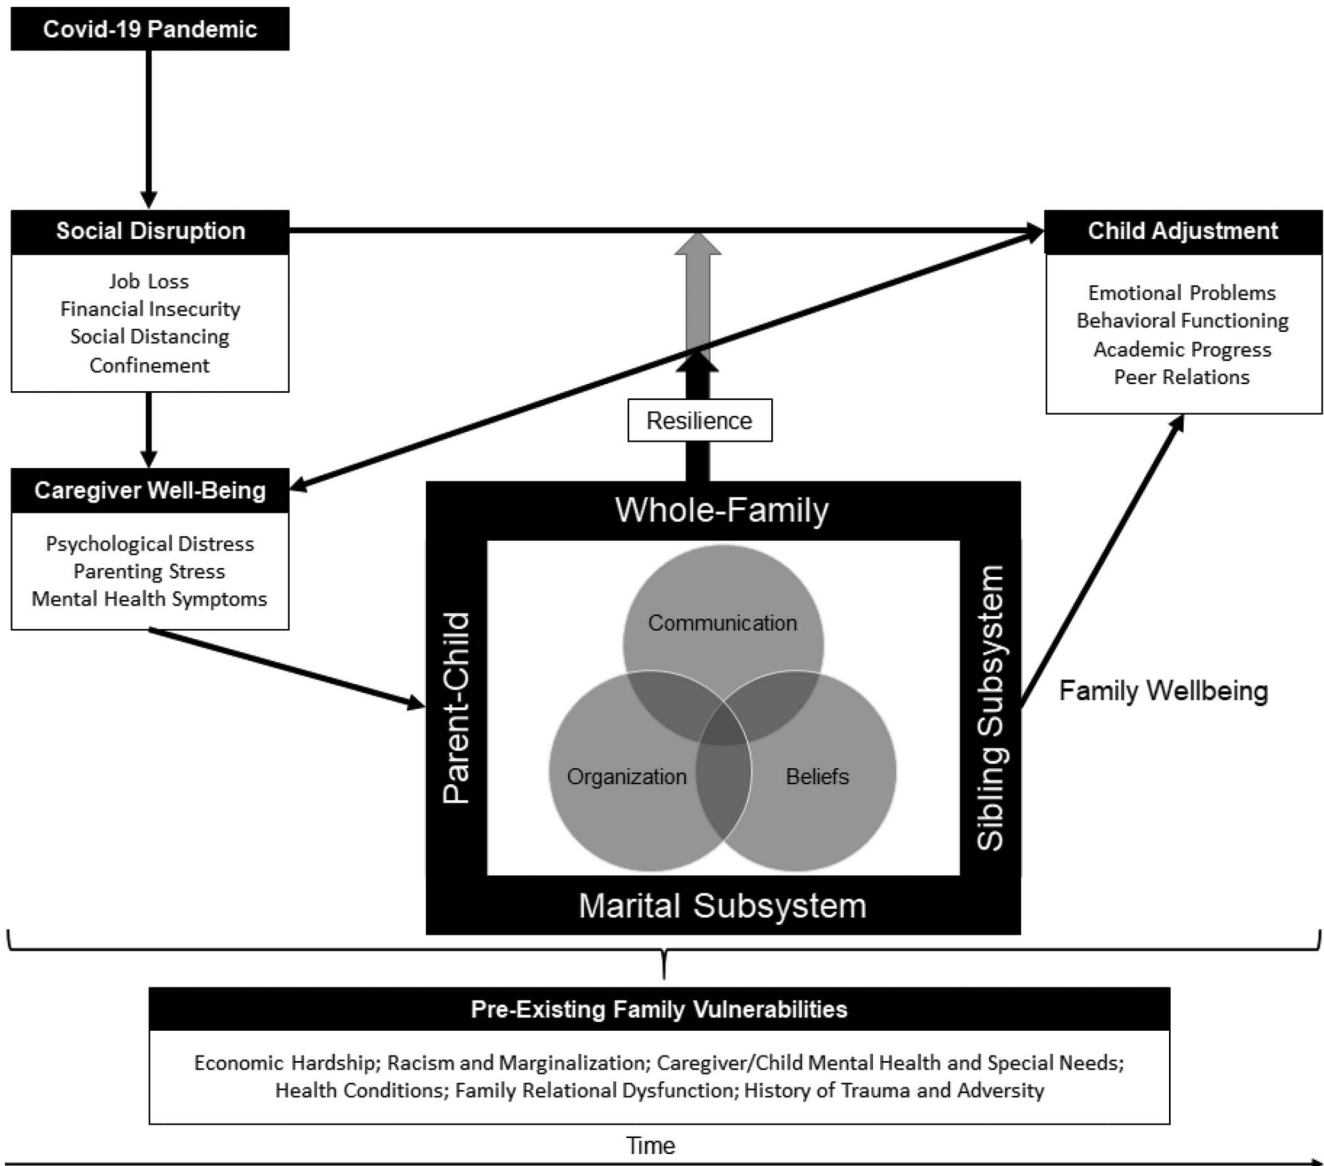 Covid-19 Pandemic
Social Disruption
Job Loss
Financial Insecurity
Social Distancing
Confinement
Child Adjustment
Emotional Problems
Behavioral Functioning
Academic Progress
Peer Relations
Resilience
Caregiver Well-Being
Psychological Distress
Parenting Stress
Mental Health Symptoms
Whole-Family
Parent-Child
Communication
Organization
Beliefs
Sibling Subsystem
Marital Subsystem
Family Wellbeing
Pre-Existing Family Vulnerabilities
Economic Hardship; Racism and Marginalization; Caregiver/Child Mental Health and Special Needs;
Health Conditions; Family Relational Dysfunction; History of Trauma and Adversity
Time